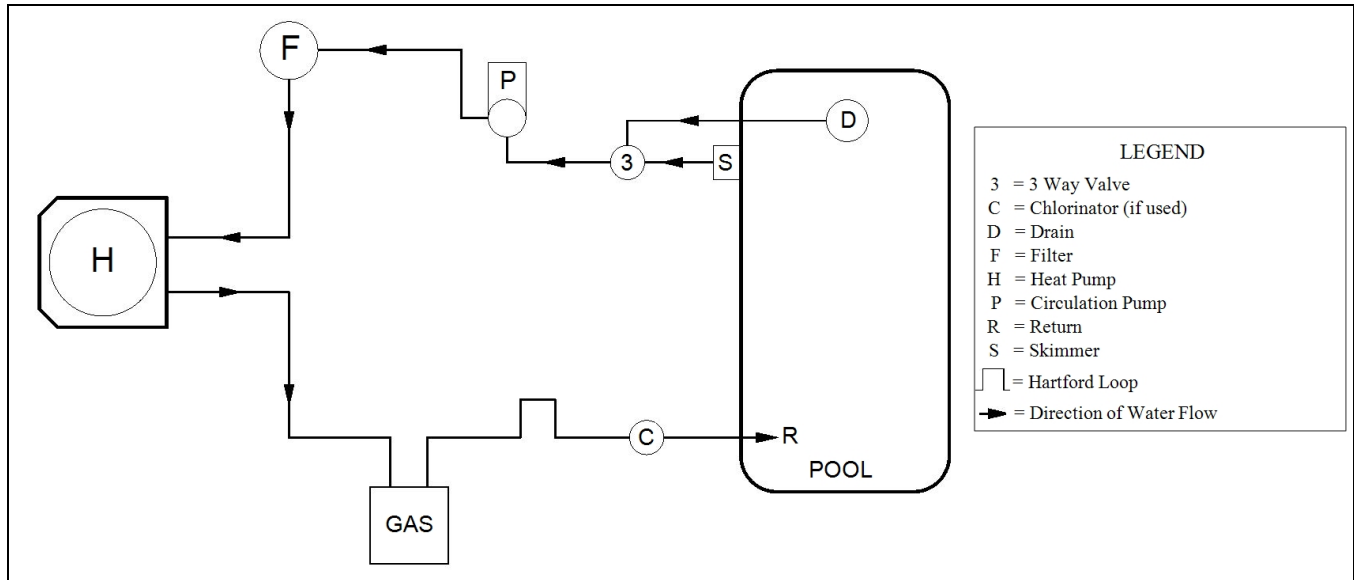 F
P
D
3
S
H
C
R
POOL
GAS
LEGEND
3 = 3 Way Valve
C = Chlorinator (if used)
D = Drain
F = Filter
H = Heat Pump
P = Circulation Pump
R = Return
S = Skimmer
= Hartford Loop
= Direction of Water Flow